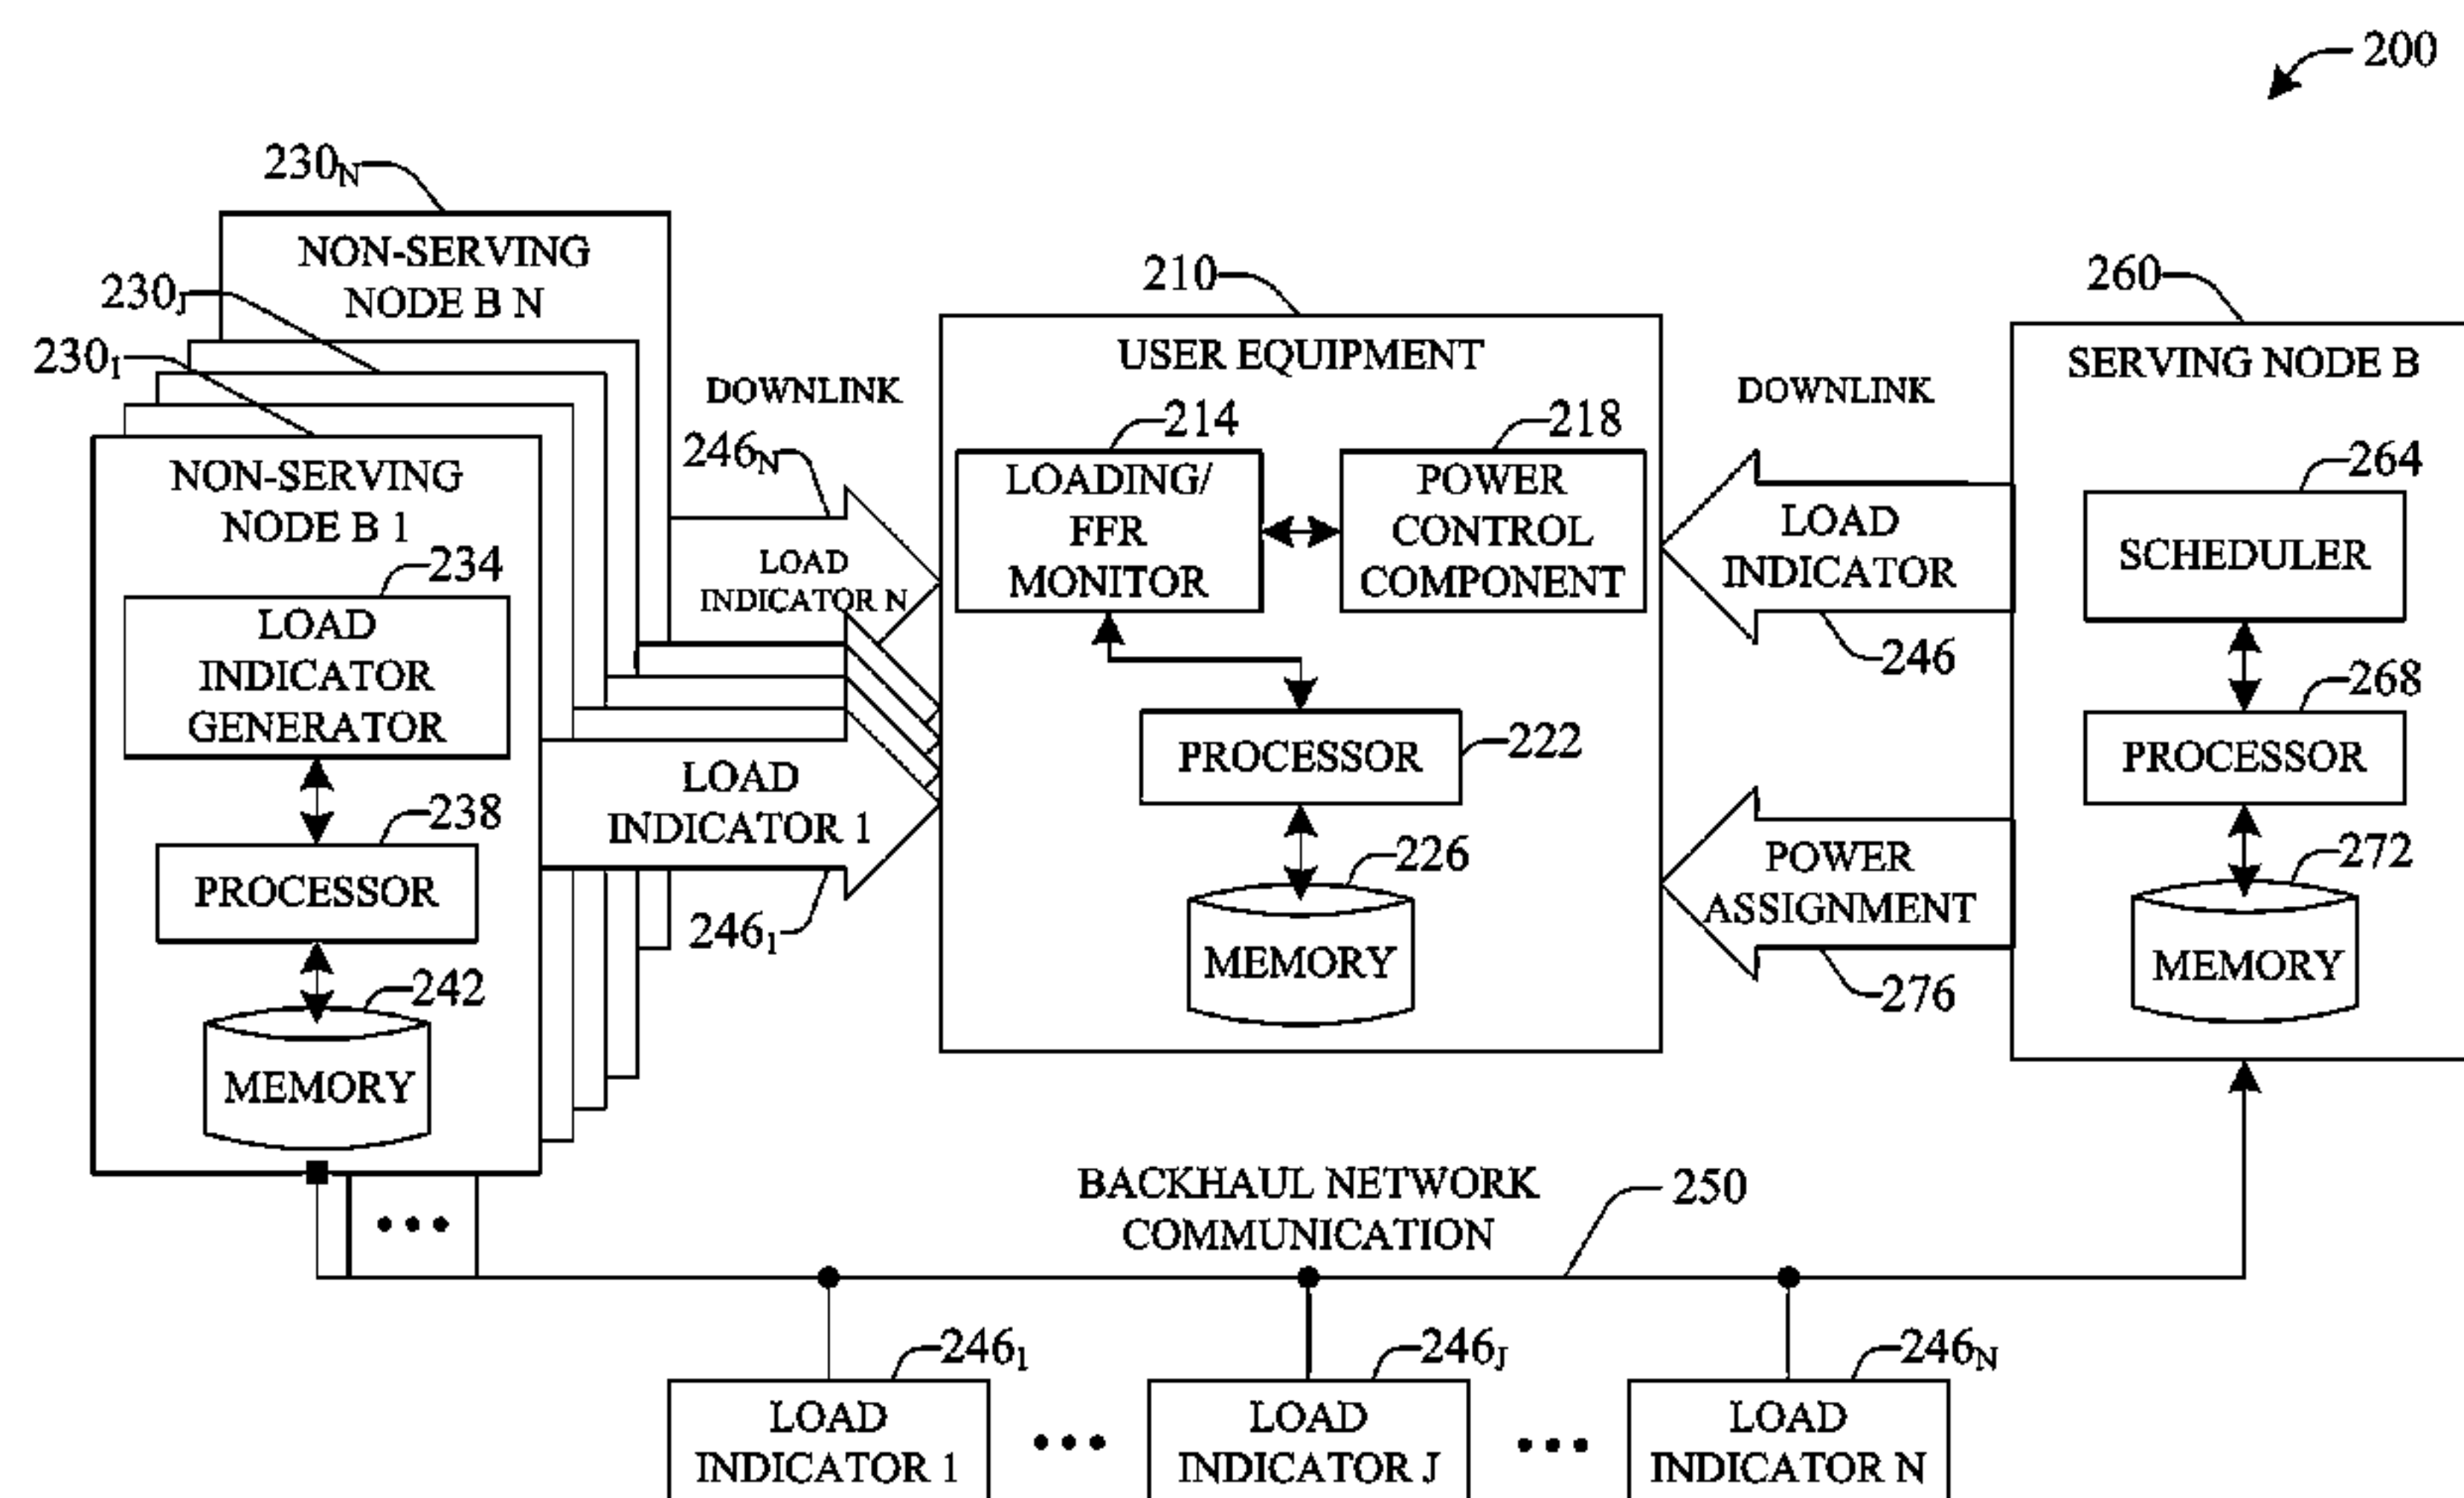 200
230N
NON-SERVING
NODE B N
230J
2301
NON-SERVING
NODE B 1
234
LOAD
INDICATOR
GENERATOR
238
PROCESSOR
242
MEMORY
DOWNLINK
246N
LOAD
INDICATOR N
LOAD
INDICATOR 1
2461
210
USER EQUIPMENT
214
LOADING/
FFR
MONITOR
218
POWER
CONTROL
COMPONENT
PROCESSOR
222
226
MEMORY
DOWNLINK
LOAD
INDICATOR
246
POWER
ASSIGNMENT
276
260
SERVING NODE B
264
SCHEDULER
268
PROCESSOR
272
MEMORY
BACKHAUL NETWORK
COMMUNICATION
250
2461
LOAD
INDICATOR 1
•••
246J
LOAD
INDICATOR J
•••
246N
LOAD
INDICATOR N